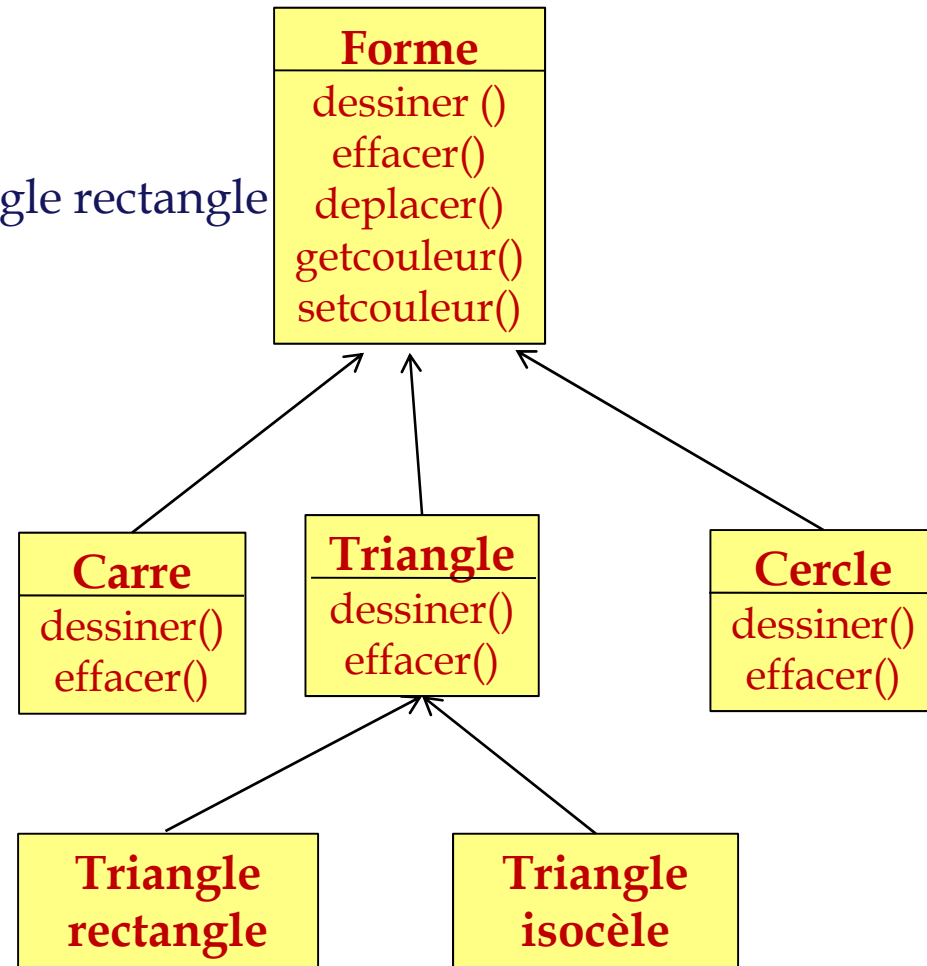 Forme
dessiner ()
effacer()
gle rectangle
deplacer()
getcouleur()
setcouleur()
Carre
dessiner()
effacer()
Triangle
dessiner()
effacer()
Cercle
dessiner()
effacer()
Triangle
rectangle
Triangle
isocèle